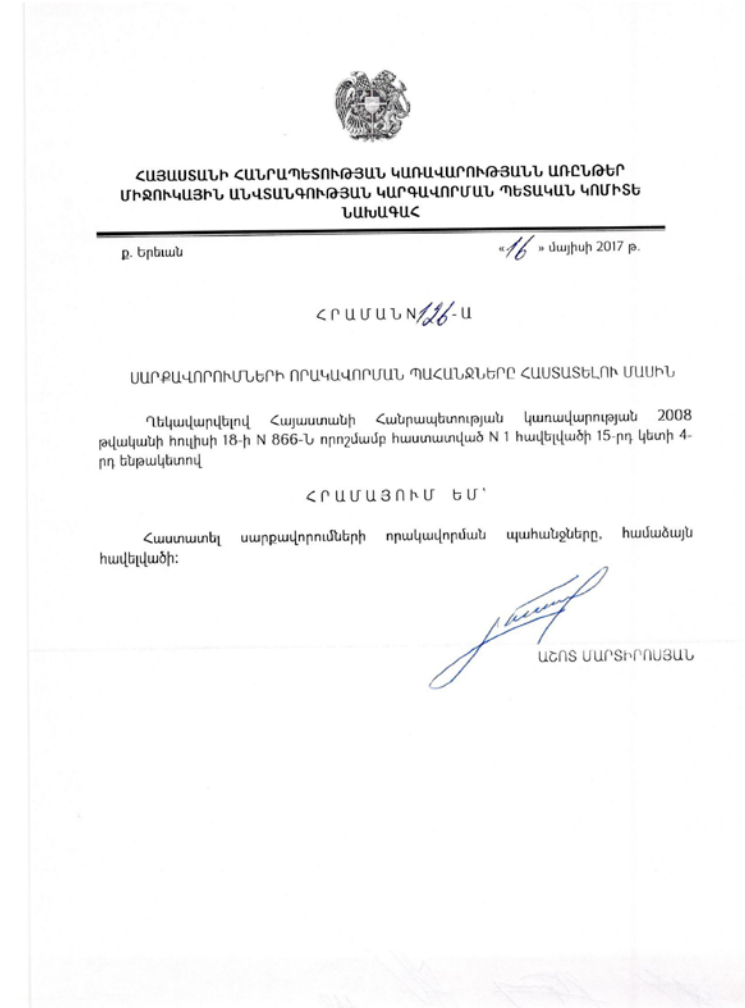 ՀԱՅԱՍՏԱՆԻ ՀԱՆՐԱՊԵՏՈՒԹՅԱՆ ԿԱՌԱՎԱՐՈՒԹՅԱՆՆ ԱՌԸՆԹԵՐ
ՄԻՋՈՒԿԱՅԻՆ ԱՆՎՏԱՆԳՈՒԹՅԱՆ ԿԱՐԳԱՎՈՐՄԱՆ ՊԵՏԱԿԱՆ ԿՈՄԻՏԵ
ՆԱԽԱԳԱՀ
ք. Երեւան «16 » մայիսի 2017 թ.
ՀՐԱՄԱՆ N 126-Ա
ՍԱՐՔԱՎՈՐՈՒՄՆԵՐԻ ՈՐԱԿԱՎՈՐՄԱՆ ՊԱՀԱՆՋՆԵՐԸ ՀԱՍՏԱՏԵԼՈՒ ՄԱՍԻՆ
Ղեկավարվելով Հայաստանի Հանրապետության կառավարության 2008
թվականի հուլիսի 18-ի N 866-Ն որոշմամբ հաստատված N 1 հավելվածի 15-րդ կետի 4-
րդ ենթակետով
ՀՐԱՄԱՅՈՒՄ ԵՄ՝
Հաստատել սարքավորումների որակավորման պահանջները, համաձայն
հավելվածի:
ԱՇՈՏ ՄԱՐՏԻՐՈՍՅԱՆ